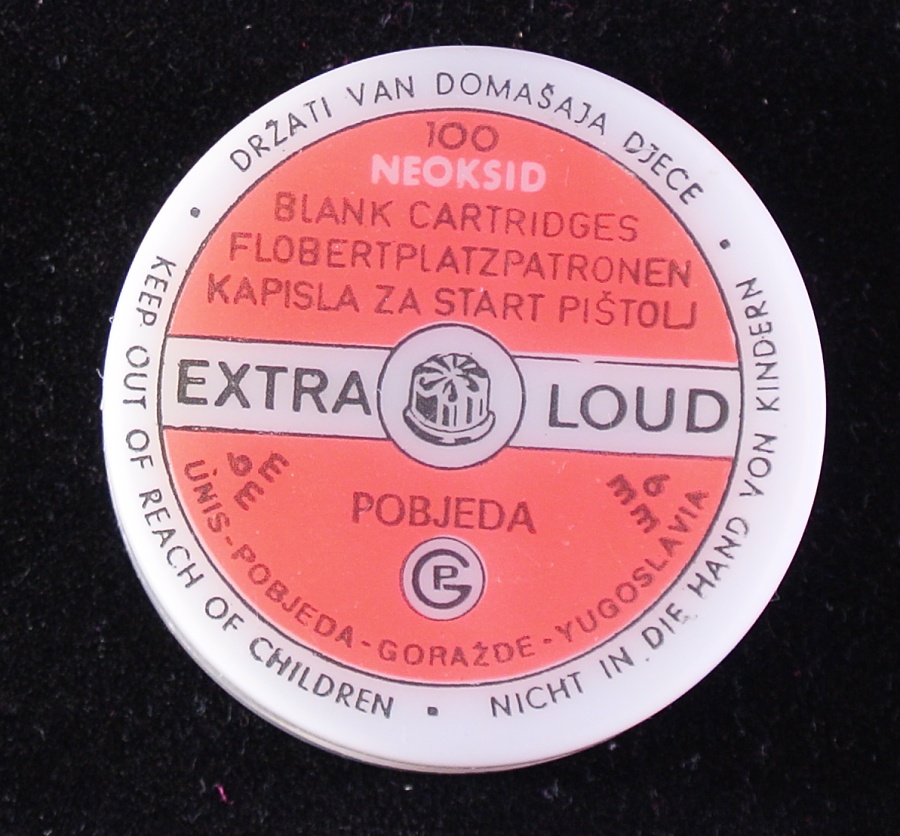 DRŽATI VAN DOMAŠAJA DJECE
100
NEOKSID
BLANK CARTRIDGES
FLOBERTPLATZPATRONEN
KAPISLA ZA START PIŠTOLJ
EXTRA LOUD
6 mm
9 mm
POBJEDA
GP
UNIS-POBJEDA-GORAŽDE-YUGOSLAVIA
KEEP OUT OF REACH OF CHILDREN
NICHT IN DIE HAND VON KINDERN